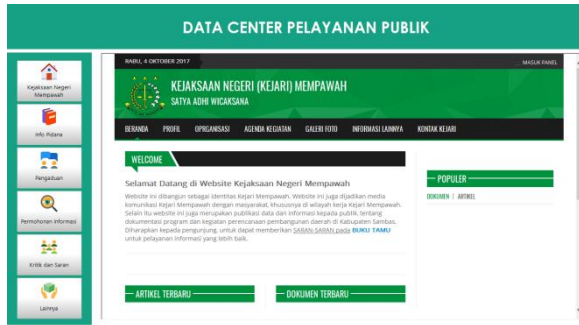 DATA CENTER PELAYANAN PUBLIK
Kejaksaan Negeri
Mempawah
Info Pidana
Pengaduan
Permohonan Informasi
Kritik dan Saran
Lainnya
RABU, 4 OKTOBER 2017
MASUK PANEL
KEJAKSAAN NEGERI (KEJARI) MEMPAWAH
SATYA ADHI WICAKSANA
BERANDA PROFIL OPRGANISASI AGENDA KEGIATAN GALERI FOTO INFORMASI LAINNYA KONTAK KEJARI
WELCOME
Selamat Datang di Website Kejaksaan Negeri Mempawah
Website ini dibangun sebagai identitas Kejari Mempawah. Website ini juga dijadikan media
komunikasi Kejari Mempawah dengan masyarakat, khususnya di wilayah kerja Kejari Mempawah.
Selain itu website ini juga merupakan publikasi data dan informasi kepada publik, tentang
dokumentasi program dan kegiatan perencanaan pembangunan daerah di Kabupaten Sambas.
Diharapkan kepada pengunjung, untuk dapat memberikan SARAN-SARAN pada BUKU TAMU
untuk pelayanan informasi yang lebih baik.
POPULER
DOKUMEN | ARTIKEL
ARTIKEL TERBARU
DOKUMEN TERBARU